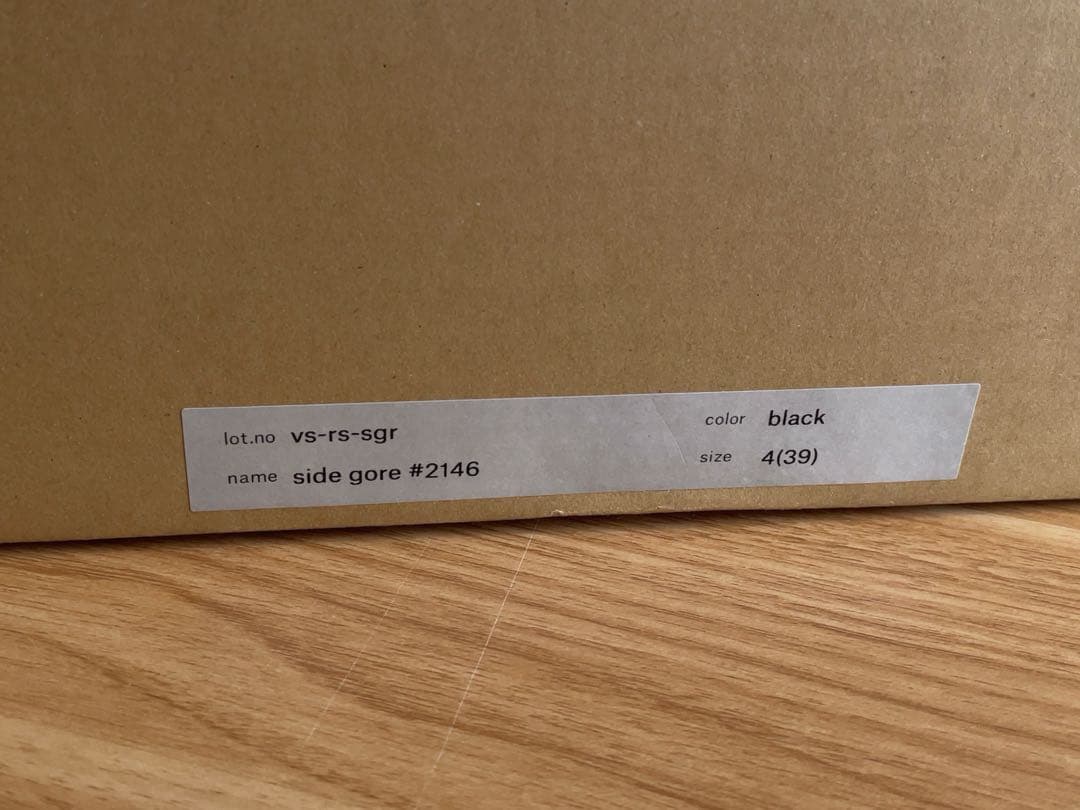 lot.no vs-rs-sgr
name side gore #2146
color black
size 4(39)